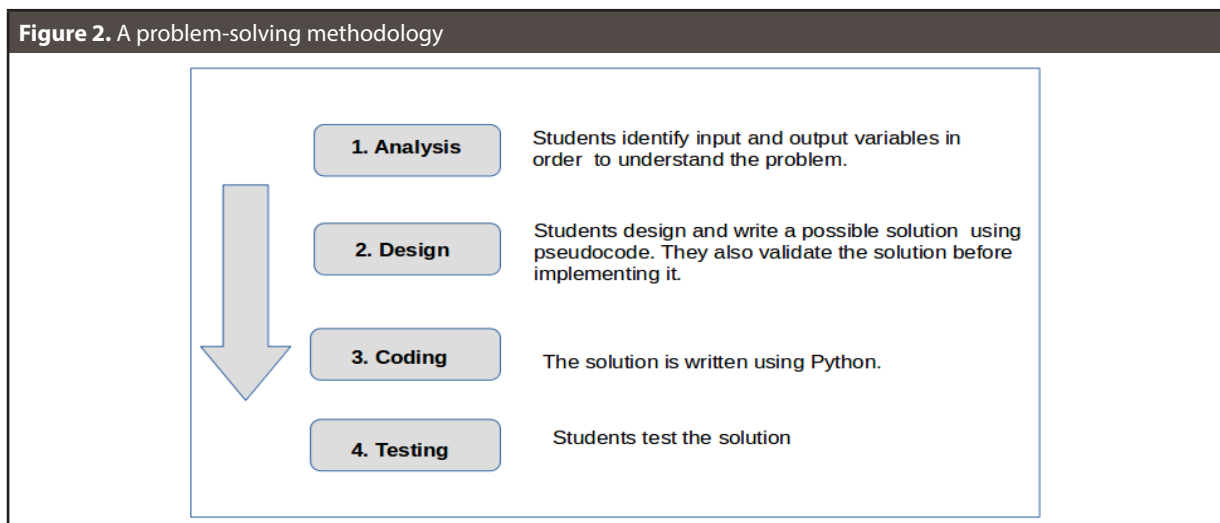 Figure 2. A problem-solving methodology
1. Analysis
Students identify input and output variables in
order to understand the problem.
2. Design
Students design and write a possible solution using
pseudocode. They also validate the solution before
implementing it.
3. Coding
The solution is written using Python.
4. Testing
Students test the solution